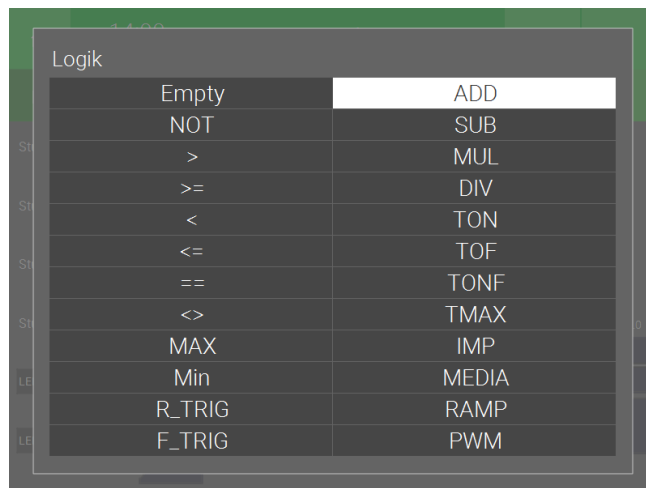 Logik
Empty ADD
NOT SUB
> MUL
>= DIV
< TON
<= TOF
== TONF
<> TMAX
MAX IMP
Min MEDIA
R_TRIG RAMP
F_TRIG PWM